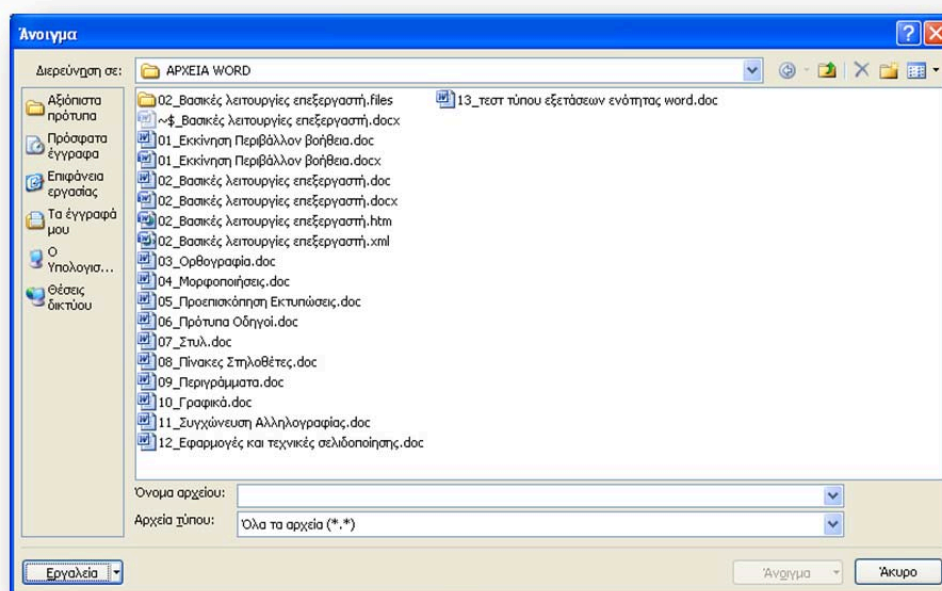 Άνοιγμα
Διερεύνηση σε: ΑΡΧΕΙΑ WORD
Αξιόπιστα πρότυπα
Πρόσφατα έγγραφα
Επιφάνεια εργασίας
Τα έγγραφά μου
Ο Υπολογισ...
Θέσεις δικτύου
02_Βασικές λειτουργίες επεξεργαστή.files
~$_Βασικές λειτουργίες επεξεργαστή.docx
01_Εκκίνηση Περιβάλλον βοήθεια.doc
01_Εκκίνηση Περιβάλλον βοήθεια.docx
02_Βασικές λειτουργίες επεξεργαστή.doc
02_Βασικές λειτουργίες επεξεργαστή.docx
02_Βασικές λειτουργίες επεξεργαστή.htm
02_Βασικές λειτουργίες επεξεργαστή.xml
03_Ορθογραφία.doc
04_Μορφοποιήσεις.doc
05_Προεπισκόπηση Εκτυπώσεις.doc
06_Πρότυπα Οδηγοί.doc
07_Στυλ.doc
08_Πίνακες Στηλοθέτες.doc
09_Περιγράμματα.doc
10_Γραφικά.doc
11_Συγχώνευση Αλληλογραφίας.doc
12_Εφαρμογές και τεχνικές σελιδοποίησης.doc
13_τεστ τύπου εξετάσεων ενότητας word.doc
Όνομα αρχείου:
Αρχεία τύπου: Όλα τα αρχεία (*.*)
Εργαλεία
Άνοιγμα
Άκυρο